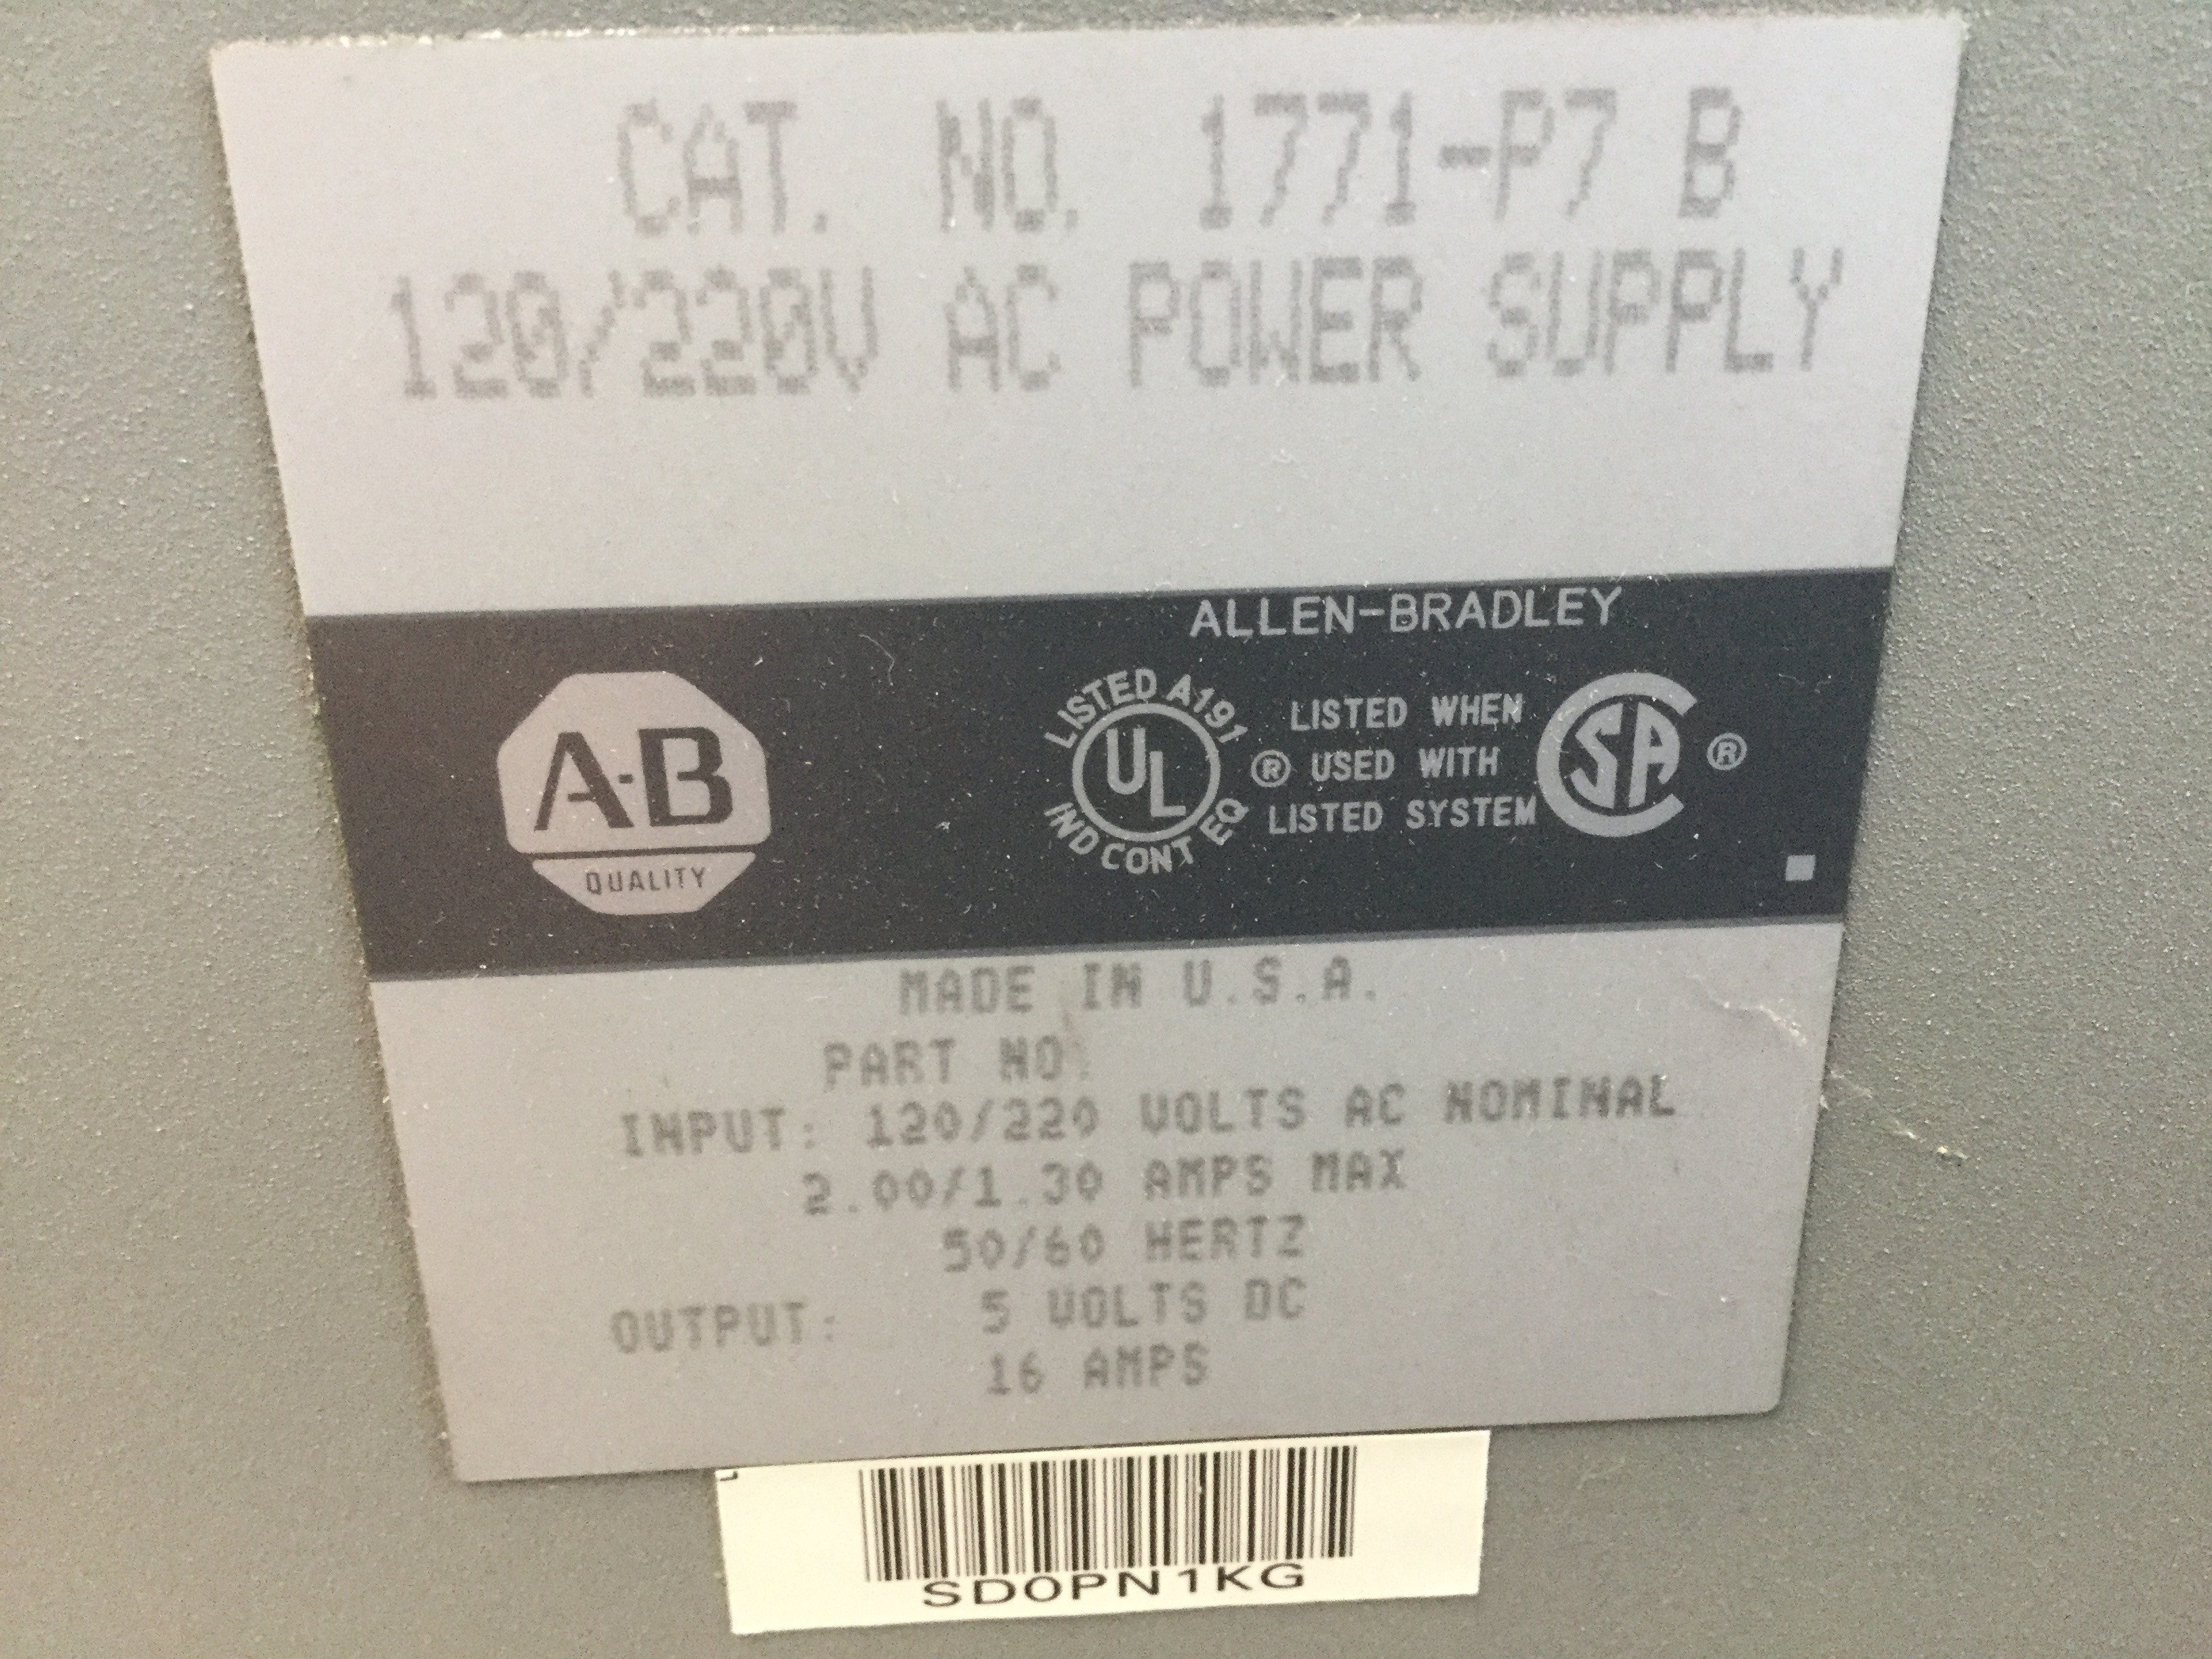 CAT. NO. 1771-P7 B
120/220V AC POWER SUPPLY
ALLEN-BRADLEY
A-B
QUALITY
LISTED A191
UL
IND CONT EQ
®
LISTED WHEN
USED WITH
LISTED SYSTEM
SA
®
MADE IN U.S.A.
PART NO.
INPUT: 120/220 VOLTS AC NOMINAL
2.00/1.30 AMPS MAX
50/60 HERTZ
OUTPUT: 5 VOLTS DC
16 AMPS
SD0PN1KG